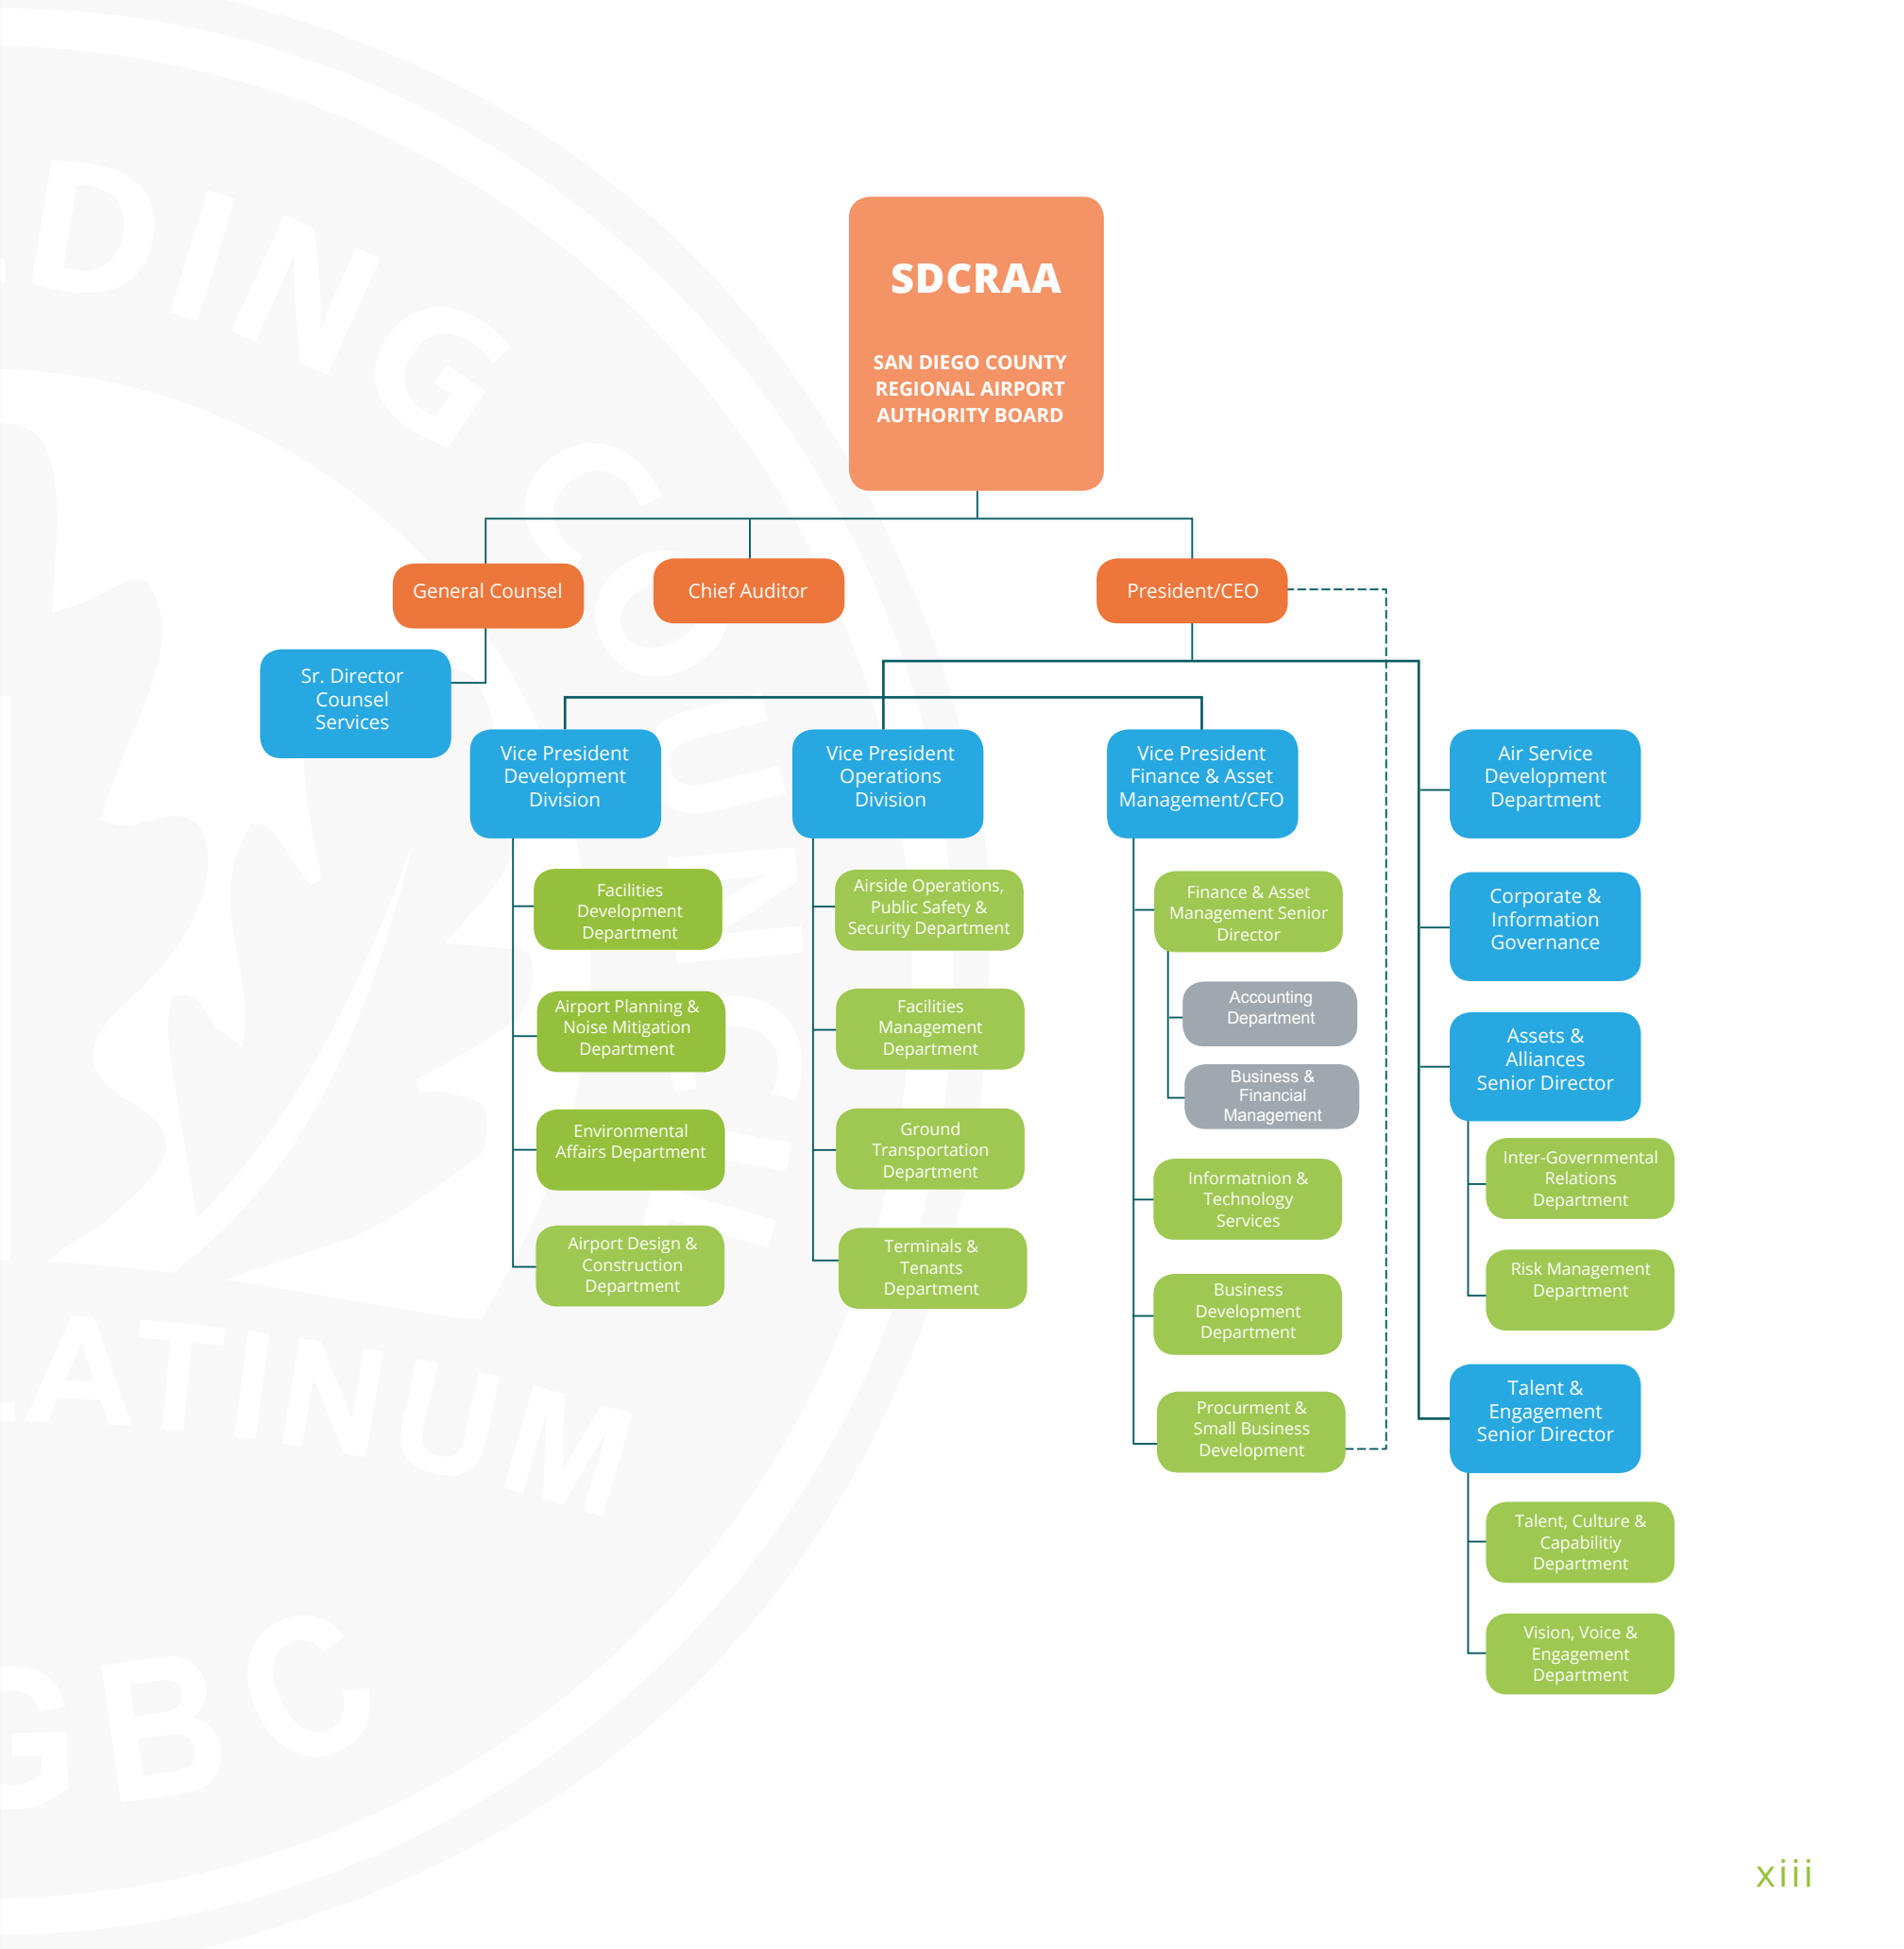 SDCRAA
SAN DIEGO COUNTY
REGIONAL AIRPORT
AUTHORITY BOARD
General Counsel
Chief Auditor
President/CEO
Sr. Director
Counsel
Services
Vice President
Development
Division
Vice President
Operations
Division
Vice President
Finance & Asset
Management/CFO
Air Service
Development
Department
Facilities
Development
Department
Airport Planning &
Noise Mitigation
Department
Environmental
Affairs Department
Airport Design &
Construction
Department
Airside Operations,
Public Safety &
Security Department
Facilities
Management
Department
Ground
Transportation
Department
Terminals &
Tenants
Department
Finance & Asset
Management Senior
Director
Accounting
Department
Business &
Financial
Management
Informatnion &
Technology
Services
Business
Development
Department
Procurment &
Small Business
Development
Corporate &
Information
Governance
Assets &
Alliances
Senior Director
Inter-Governmental
Relations
Department
Risk Management
Department
Talent &
Engagement
Senior Director
Talent, Culture &
Capabilitiy
Department
Vision, Voice &
Engagement
Department
xiii